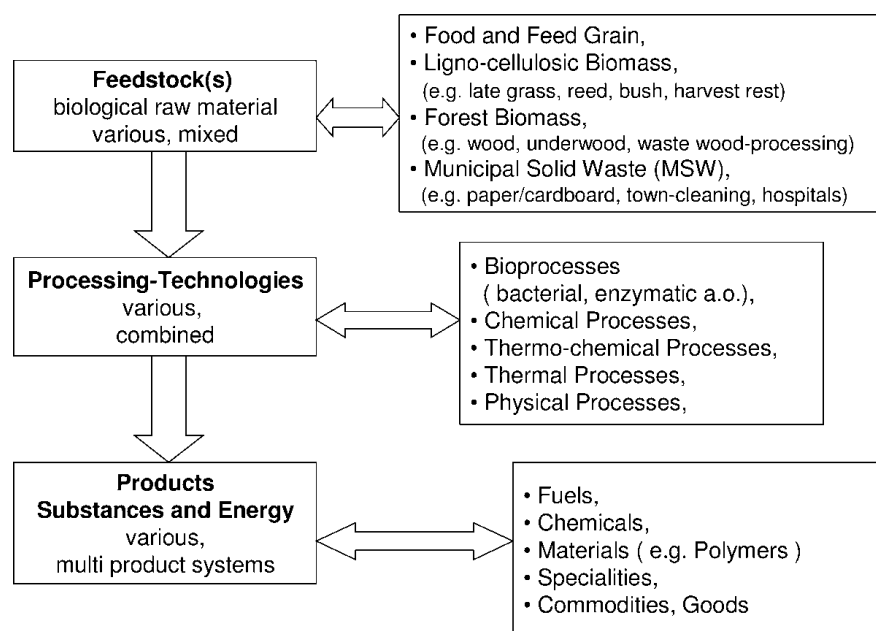 Feedstock(s)
biological raw material
various, mixed
• Food and Feed Grain,
• Ligno-cellulosic Biomass,
(e.g. late grass, reed, bush, harvest rest)
• Forest Biomass,
(e.g. wood, underwood, waste wood-processing)
• Municipal Solid Waste (MSW),
(e.g. paper/cardboard, town-cleaning, hospitals)
Processing-Technologies
various,
combined
• Bioprocesses
( bacterial, enzymatic a.o.),
• Chemical Processes,
• Thermo-chemical Processes,
• Thermal Processes,
• Physical Processes,
Products
Substances and Energy
various,
multi product systems
• Fuels,
• Chemicals,
• Materials ( e.g. Polymers )
• Specialities,
• Commodities, Goods